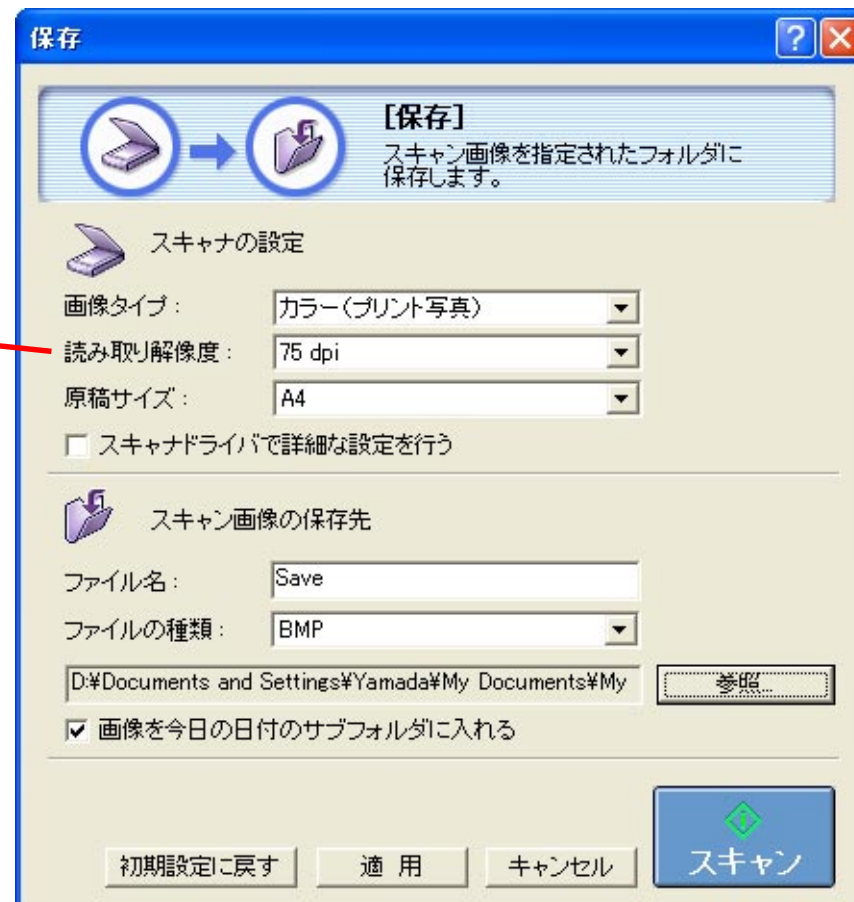 保存
[保存]
スキャン画像を指定されたフォルダに
保存します。
スキャナの設定
画像タイプ： カラー（プリント写真）
読み取り解像度： 75 dpi
原稿サイズ： A4
スキャナドライバで詳細な設定を行う
スキャン画像の保存先
ファイル名： Save
ファイルの種類： BMP
D:¥Documents and Settings¥Yamada¥My Documents¥My 参照...
画像を今日の日付のサブフォルダに入れる
初期設定に戻す 適 用 キャンセル スキャン